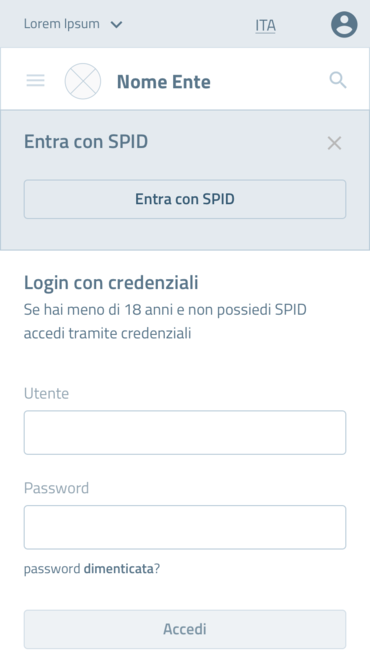 Lorem Ipsum
ITA
Nome Ente
Entra con SPID
Entra con SPID
Login con credenziali
Se hai meno di 18 anni e non possiedi SPID
accedi tramite credenziali
Utente
Password
password dimenticata?
Accedi